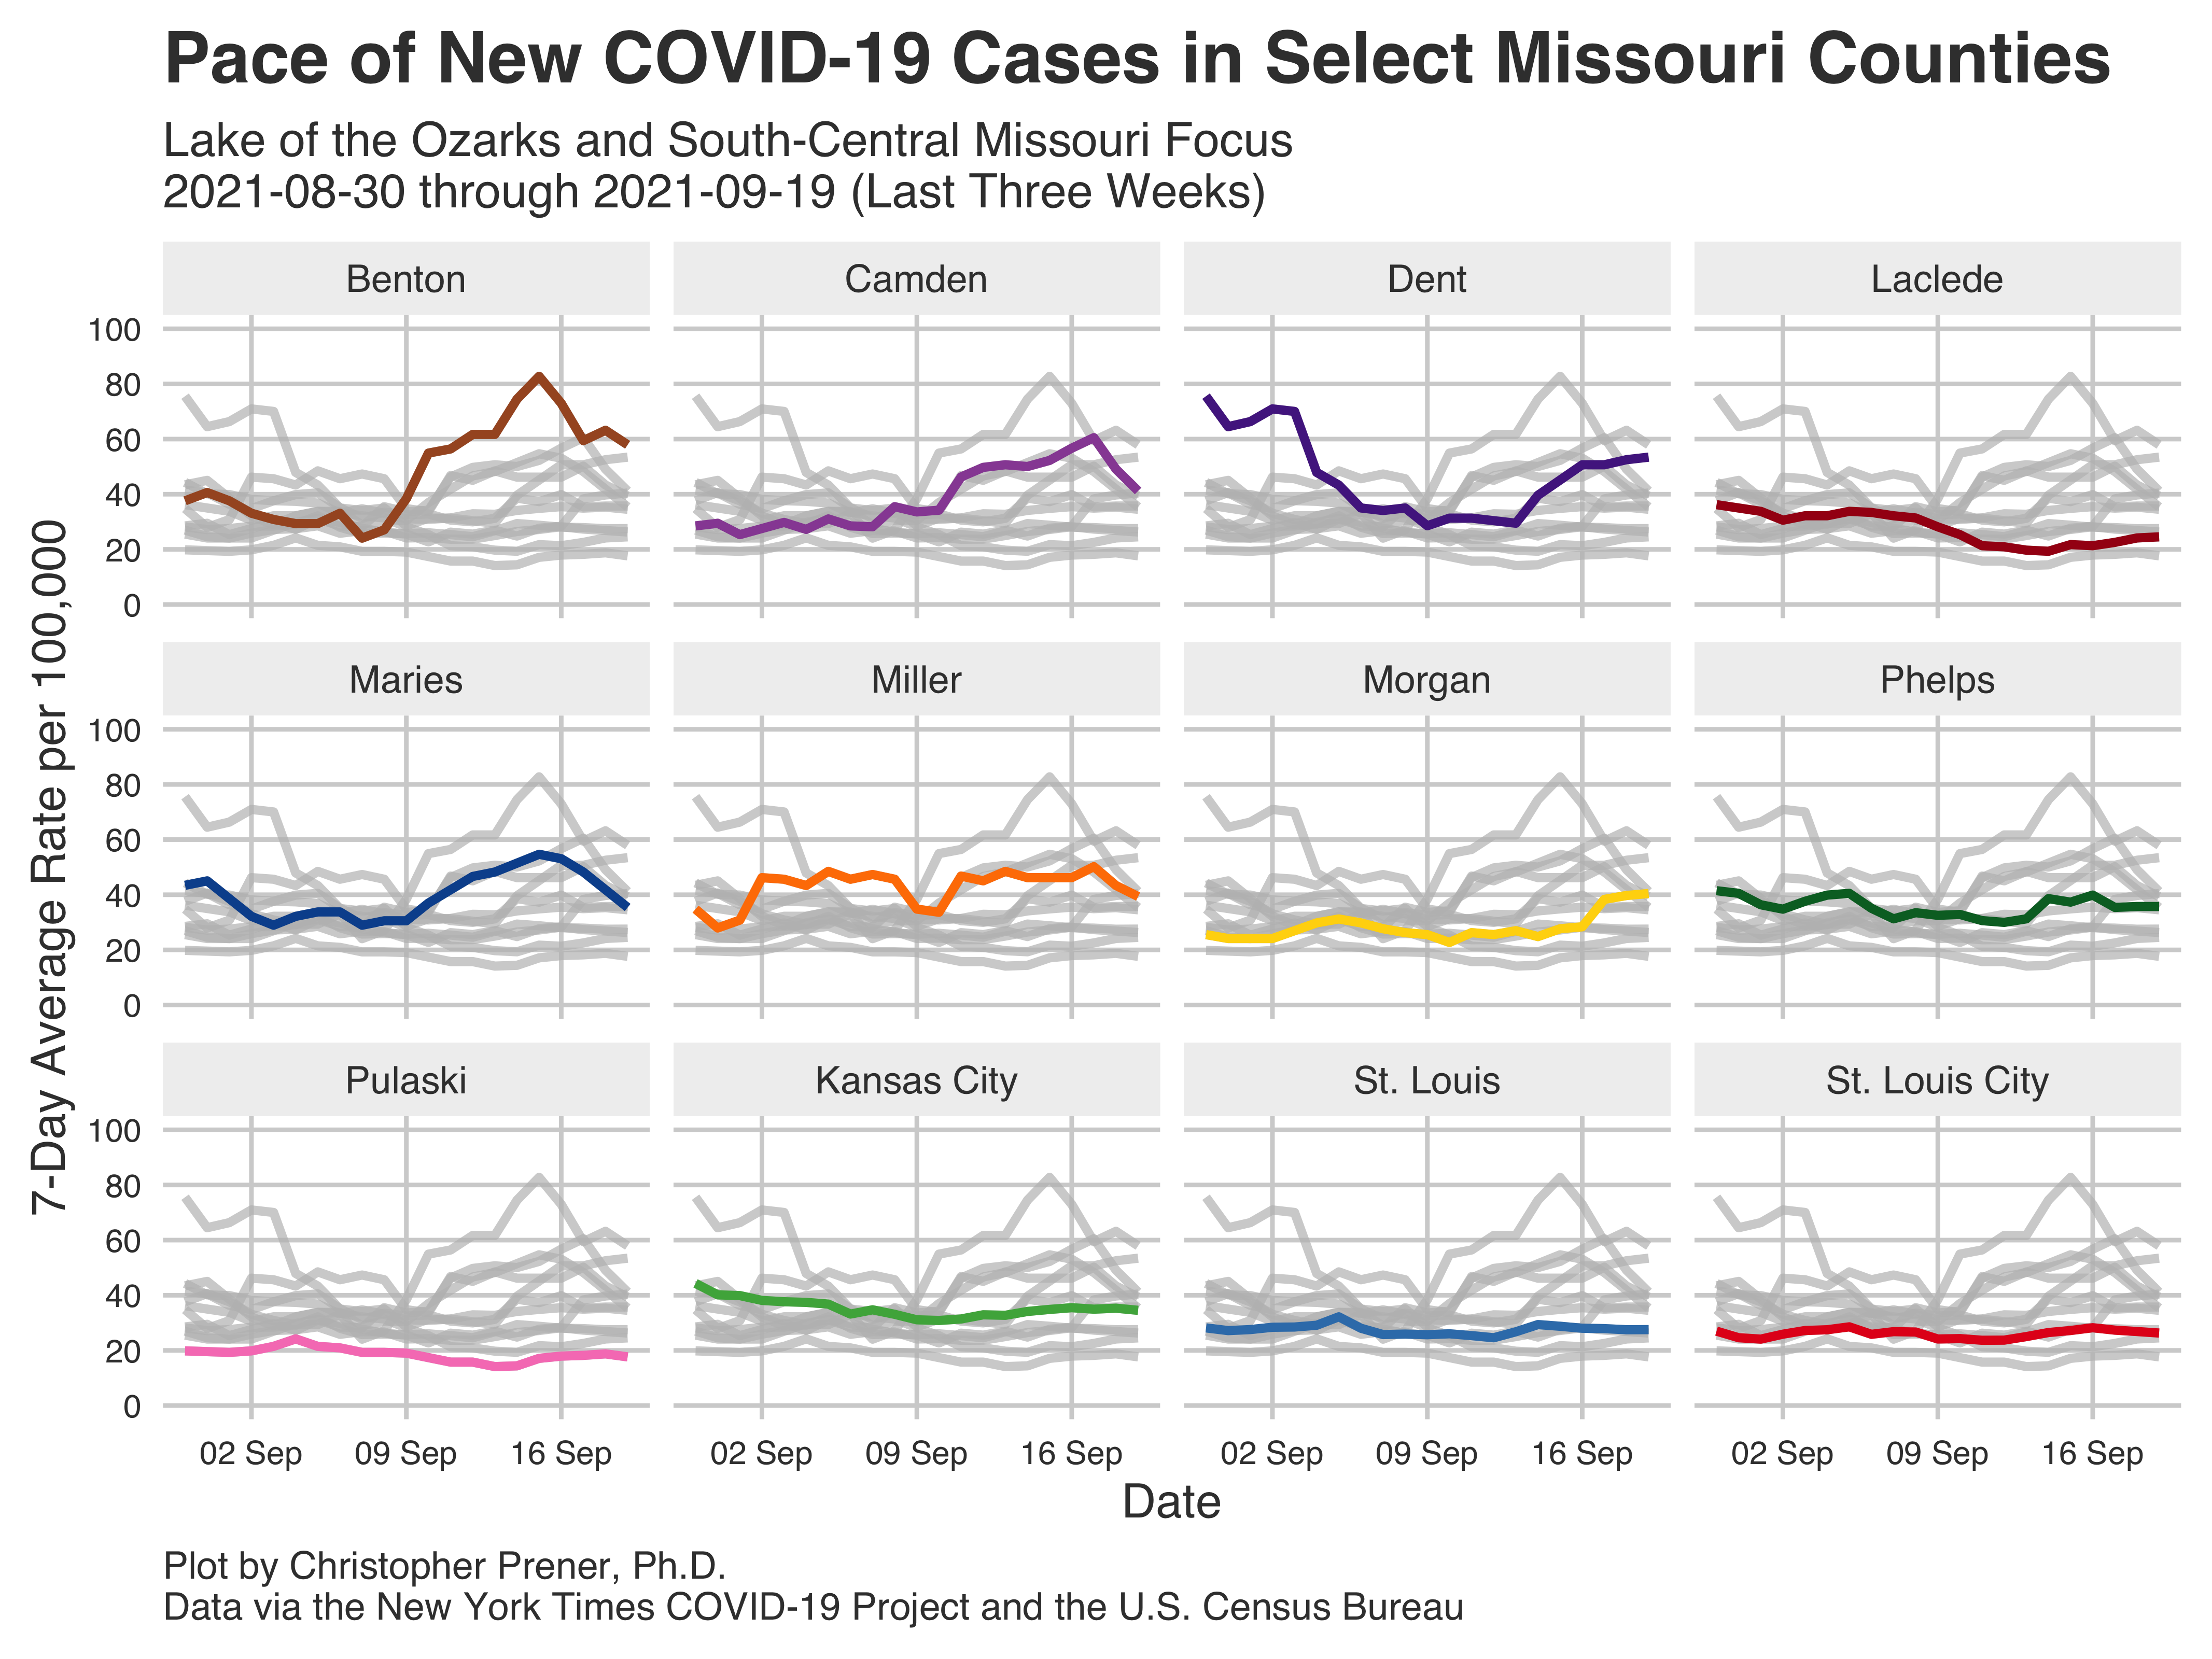 Pace of New COVID-19 Cases in Select Missouri Counties
Lake of the Ozarks and South-Central Missouri Focus
2021-08-30 through 2021-09-19 (Last Three Weeks)
7-Day Average Rate per 100,000
Benton
Camden
Dent
Laclede
100
80
60
40
20
0
Maries
Miller
Morgan
Phelps
100
80
60
40
20
0
Pulaski
Kansas City
St. Louis
St. Louis City
100
80
60
40
20
0
02 Sep
09 Sep
16 Sep
02 Sep
09 Sep
16 Sep
02 Sep
09 Sep
16 Sep
02 Sep
09 Sep
16 Sep
Date
Plot by Christopher Prener, Ph.D.
Data via the New York Times COVID-19 Project and the U.S. Census Bureau